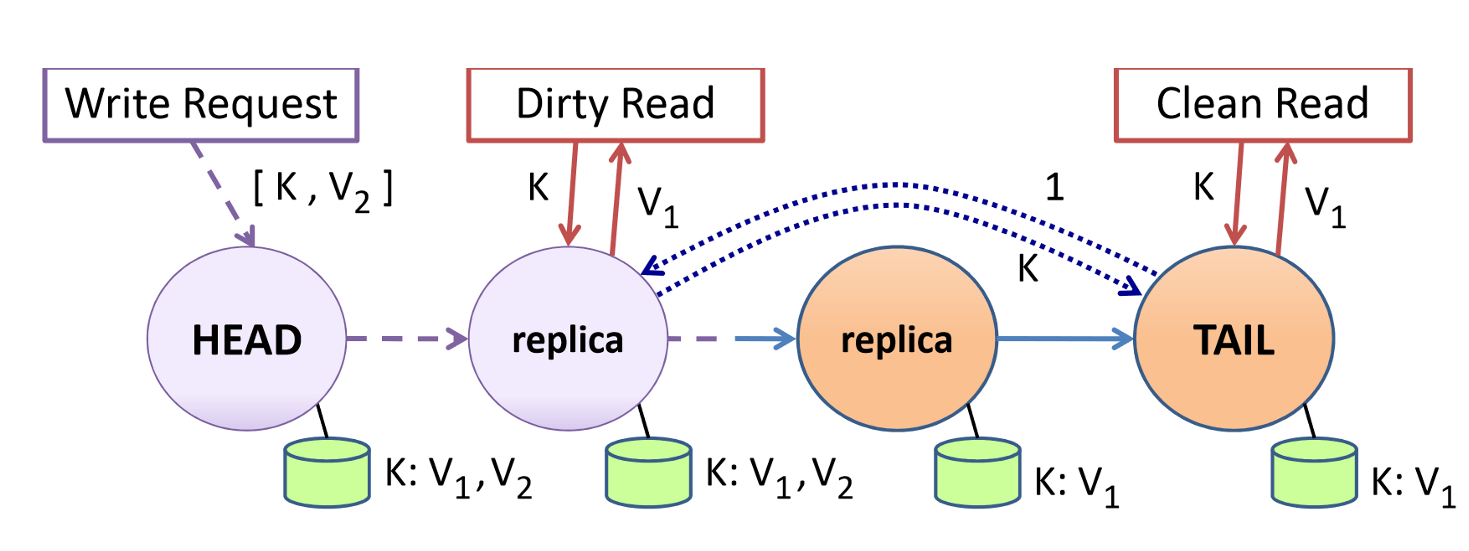 Write Request
Dirty Read
Clean Read
[ K , V₂ ]
K
V₁
1
K
K
V₁
HEAD
replica
replica
TAIL
K: V₁,V₂
K: V₁,V₂
K: V₁
K: V₁